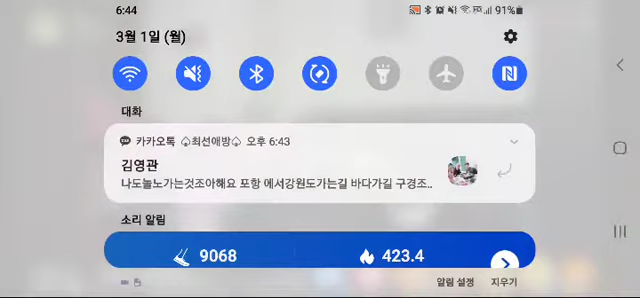 6:44
91%
3월 1일 (월)
대화
카카오톡 ♤최선애방♤ 오후 6:43
김영관
나도놀노가는것조아해요 포항 에서강원도가는길 바다가길 구경조..
소리 알림
9068
423.4
알림 설정 지우기